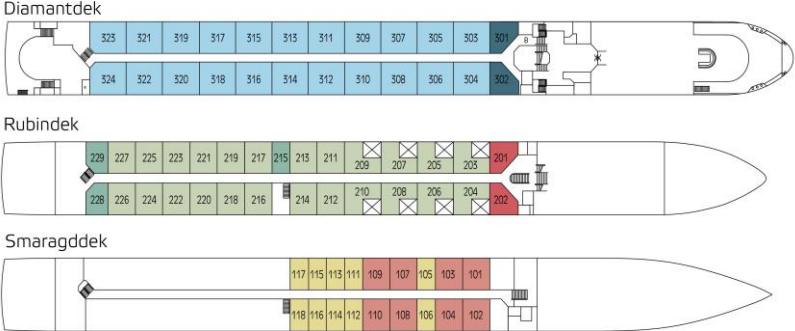 Diamantdek
323 321 319 317 315 313 311 309 307 305 303 301
324 322 320 318 316 314 312 310 308 306 304 302
Rubindek
229 227 225 223 221 219 217 215 213 211 209 207 205 203 201
228 226 224 222 220 218 216 214 212 210 208 206 204 202
Smaragddek
117 115 113 111 109 107 105 103 101
118 116 114 112 110 108 106 104 102